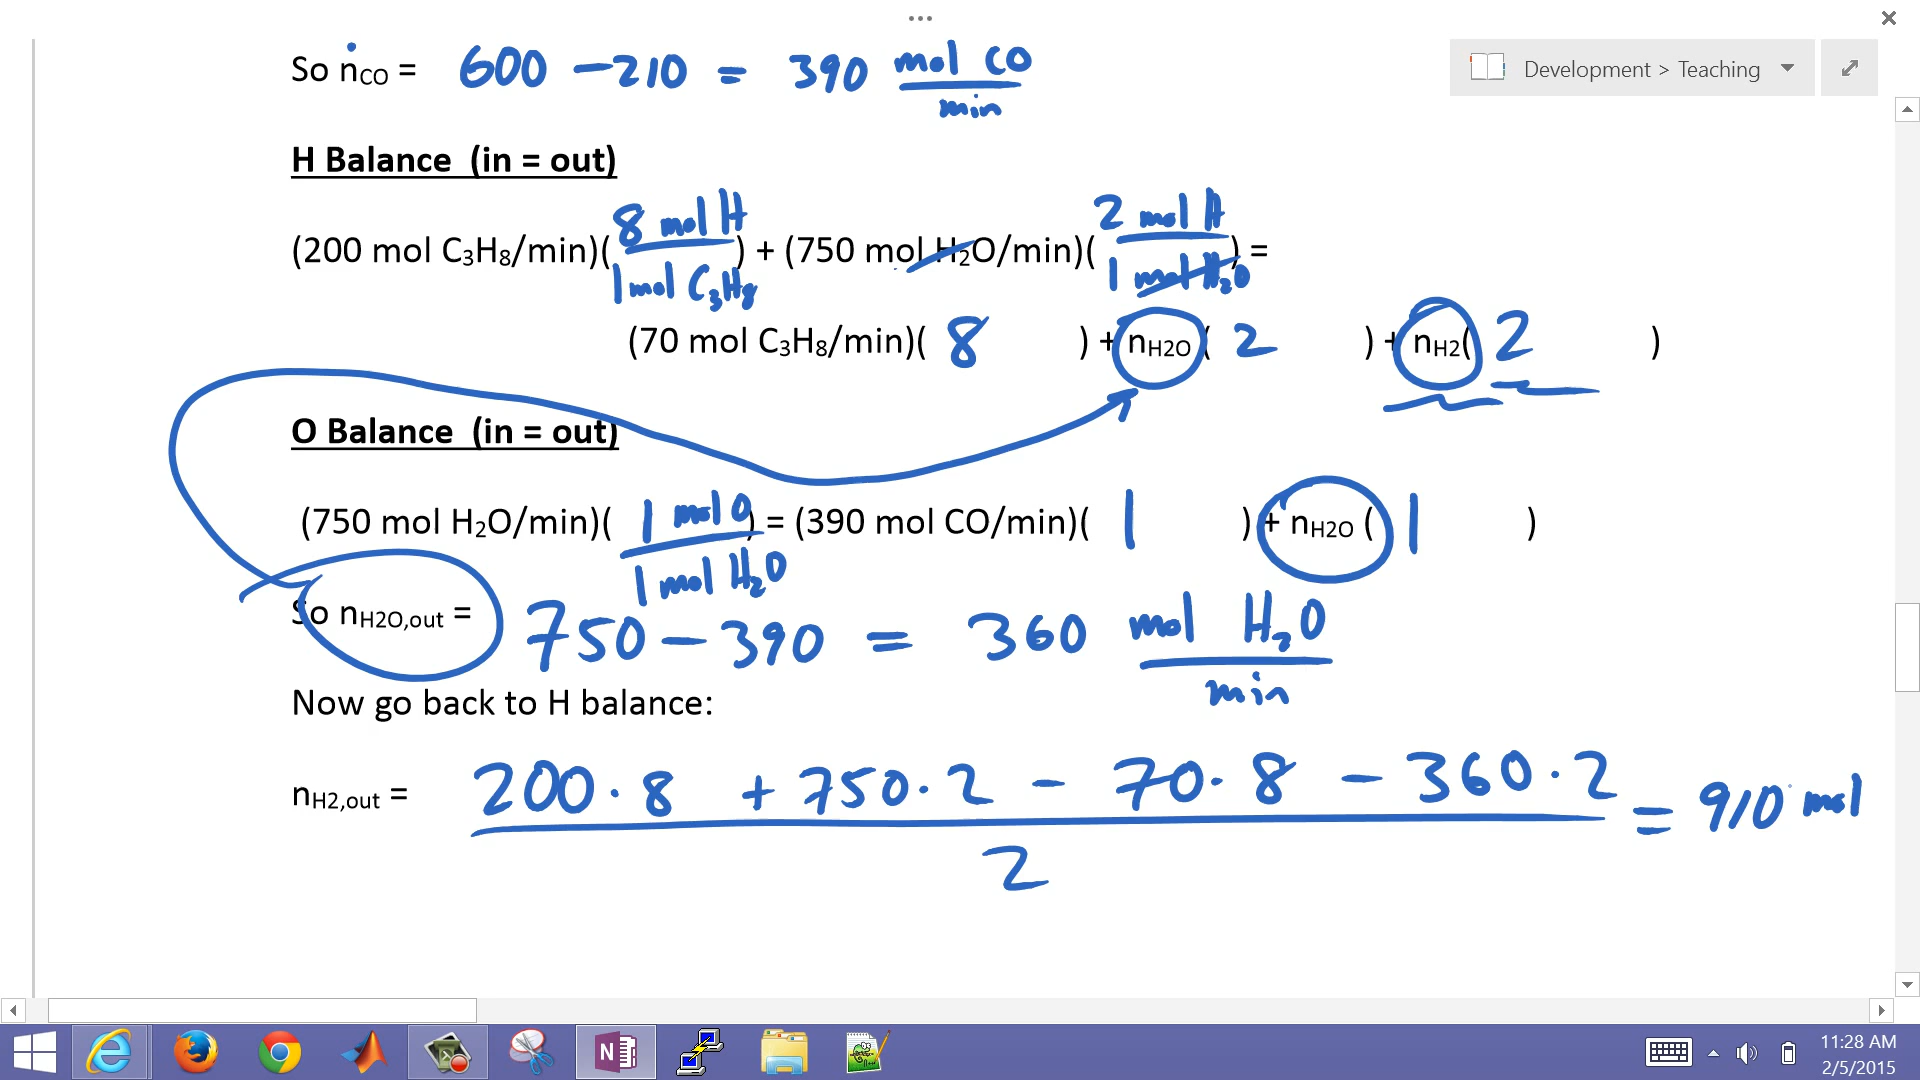 So ṅCO = 600 − 210 = 390 mol CO / min
Development > Teaching
H Balance (in = out)
(200 mol C3H8/min)( 8 mol H / 1 mol C3H8 ) + (750 mol H2O/min)( 2 mol H / 1 mol H2O ) =
(70 mol C3H8/min)( 8 ) + nH2O ( 2 ) + nH2( 2 )
O Balance (in = out)
(750 mol H2O/min)( 1 mol O / 1 mol H2O ) = (390 mol CO/min)( 1 ) + nH2O ( 1 )
So nH2O,out = 750 − 390 = 360 mol H2O / min
Now go back to H balance:
nH2,out = 200 · 8 + 750 · 2 − 70 · 8 − 360 · 2 / 2 = 910 mol
N
11:28 AM
2/5/2015